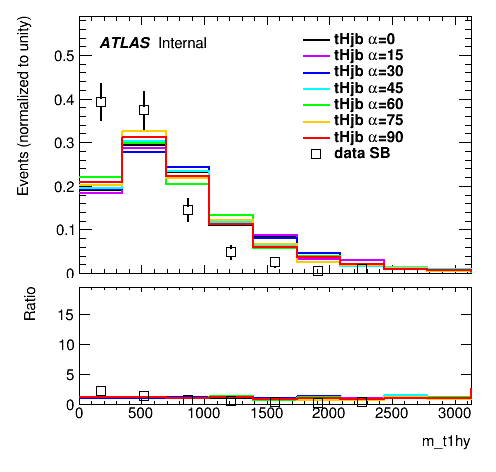 Events (normalized to unity)
0.5
0.4
0.3
0.2
0.1
0
ATLAS Internal
tHjb α=0
tHjb α=15
tHjb α=30
tHjb α=45
tHjb α=60
tHjb α=75
tHjb α=90
data SB
Ratio
15
10
5
0
0 500 1000 1500 2000 2500 3000
m_t1hy